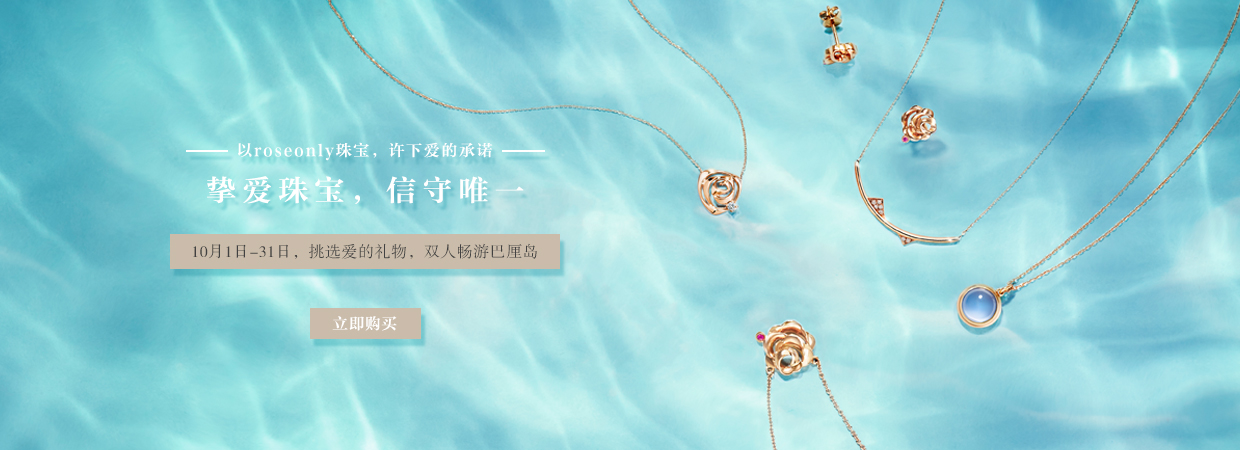 以roseonly珠宝，许下爱的承诺
挚爱珠宝，信守唯一
10月1日-31日，挑选爱的礼物，双人畅游巴厘岛
立即购买